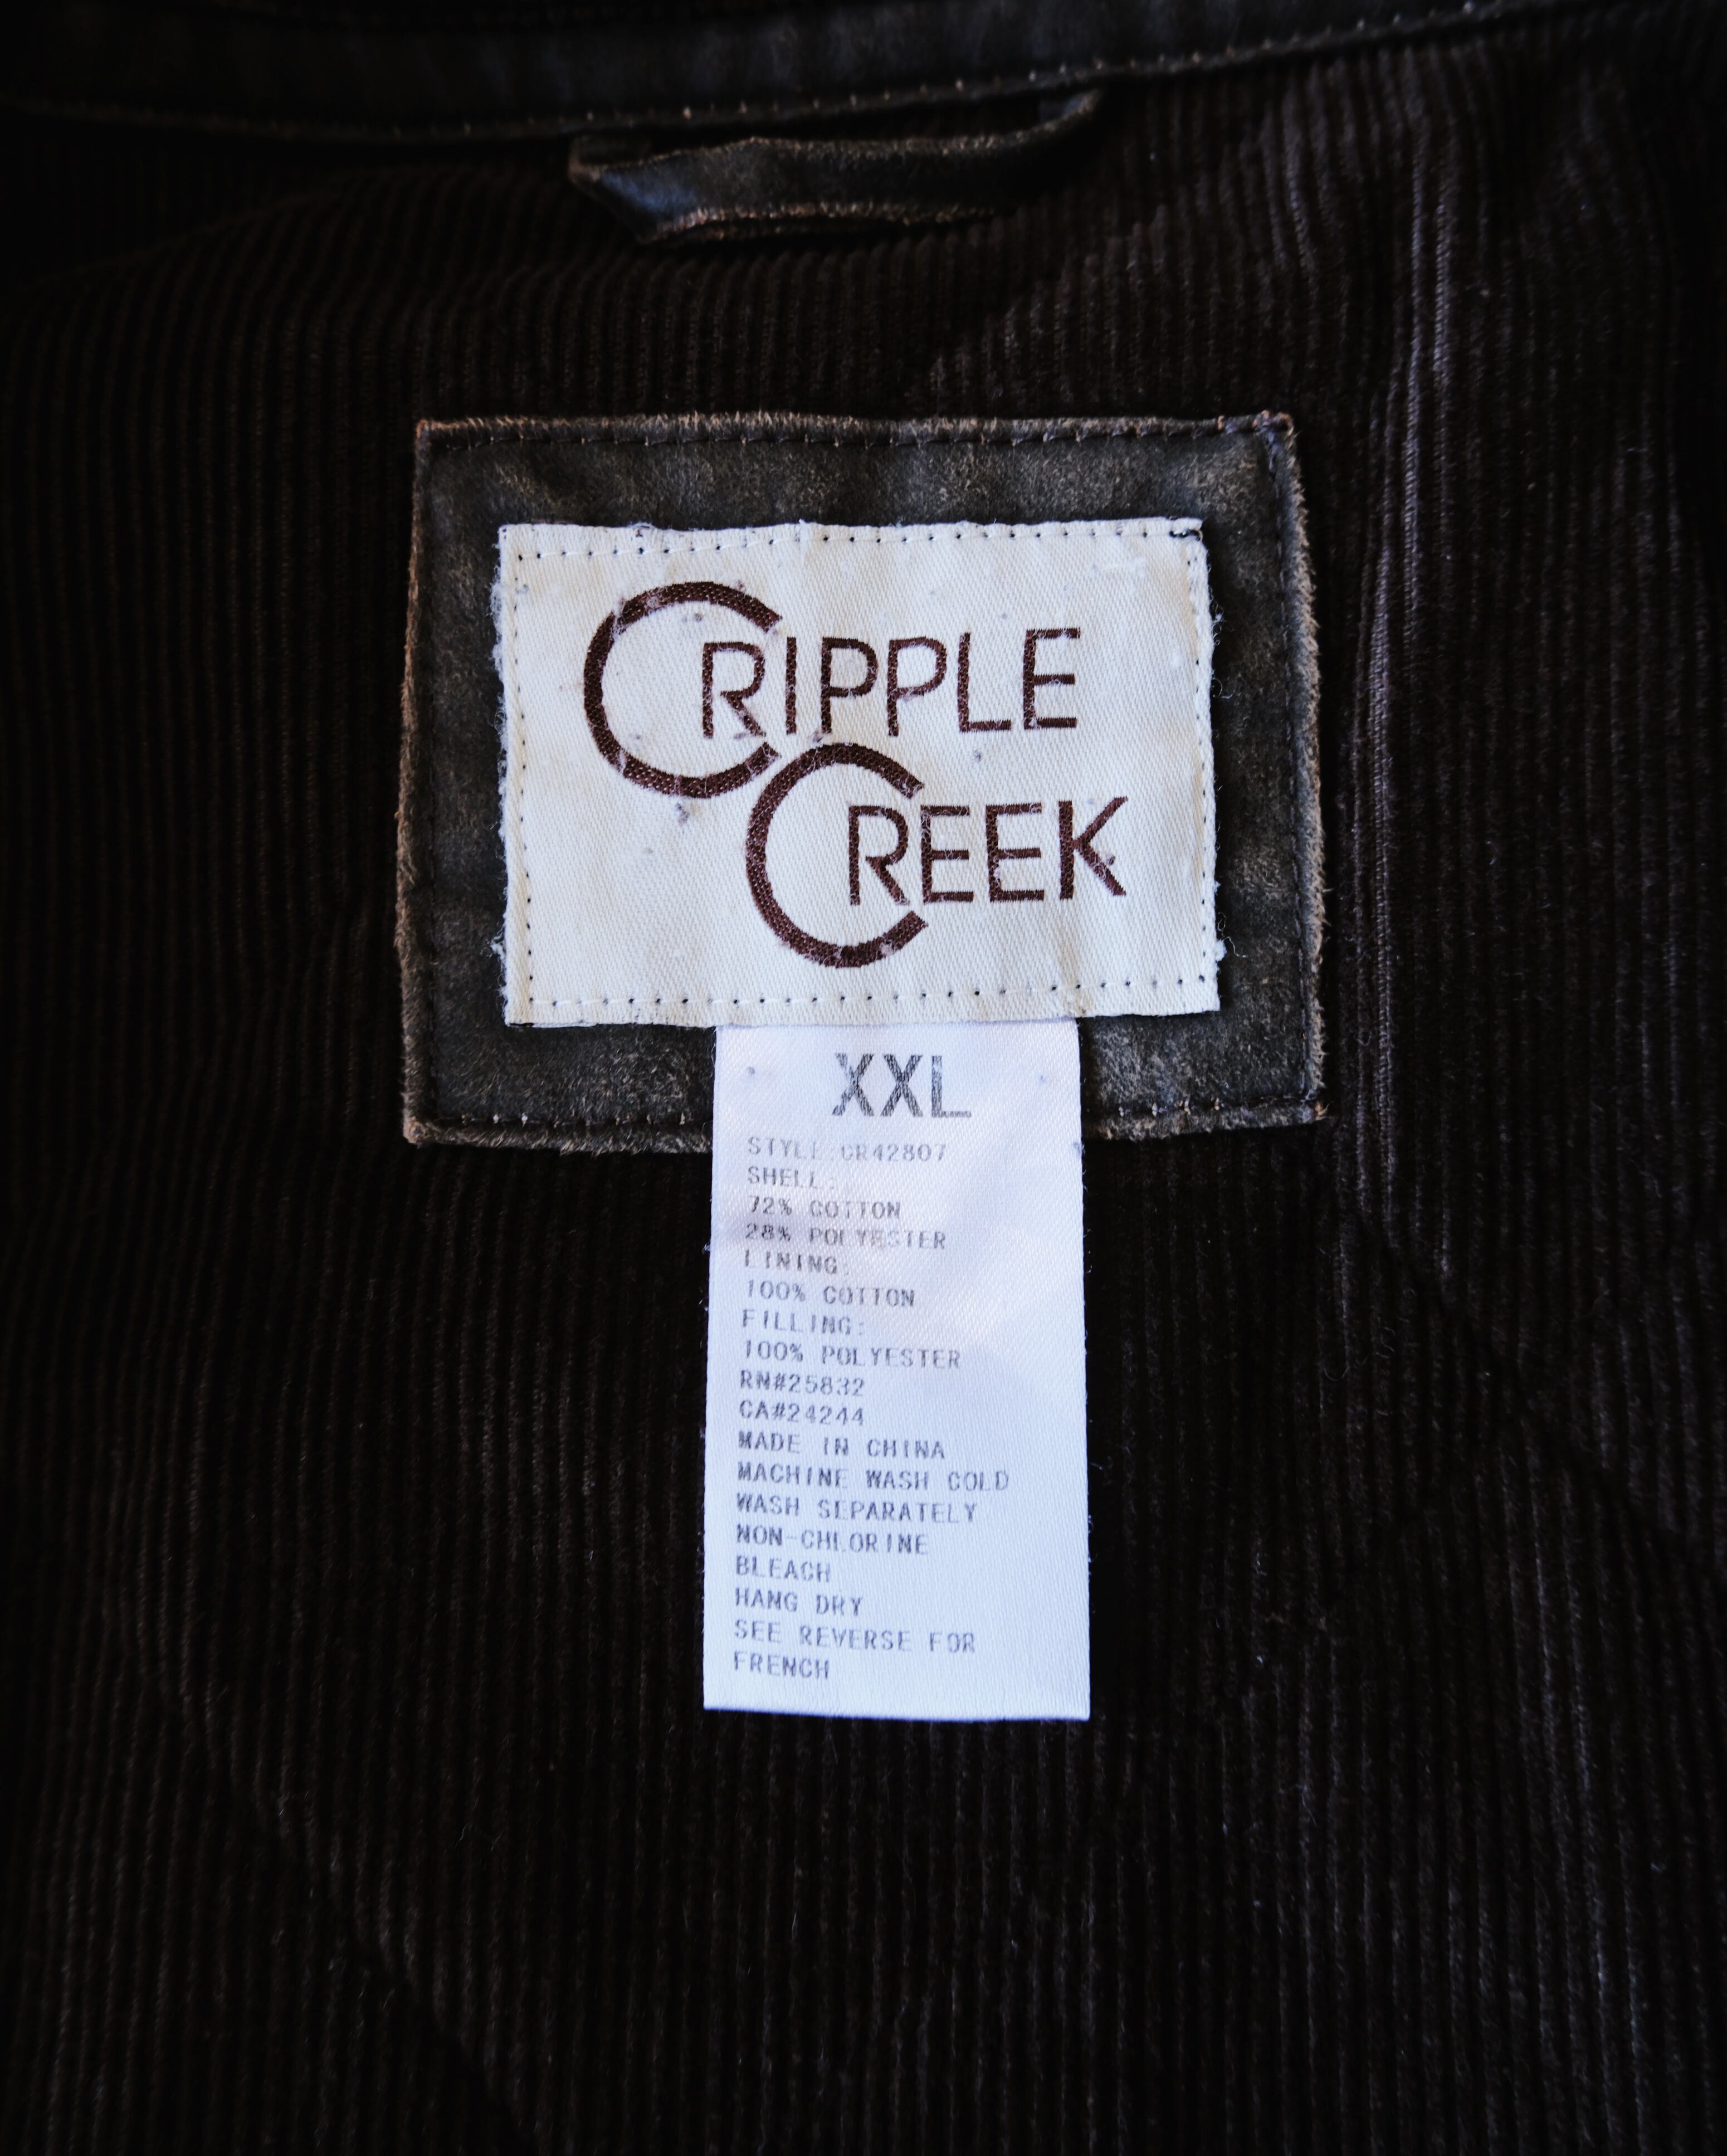 CRIPPLE
CREEK
XXL
STYLE:CR42807
SHELL:
72% COTTON
28% POLYESTER
LINING:
100% COTTON
FILLING:
100% POLYESTER
RN#25832
CA#24244
MADE IN CHINA
MACHINE WASH COLD
WASH SEPARATELY
NON-CHLORINE
BLEACH
HANG DRY
SEE REVERSE FOR
FRENCH